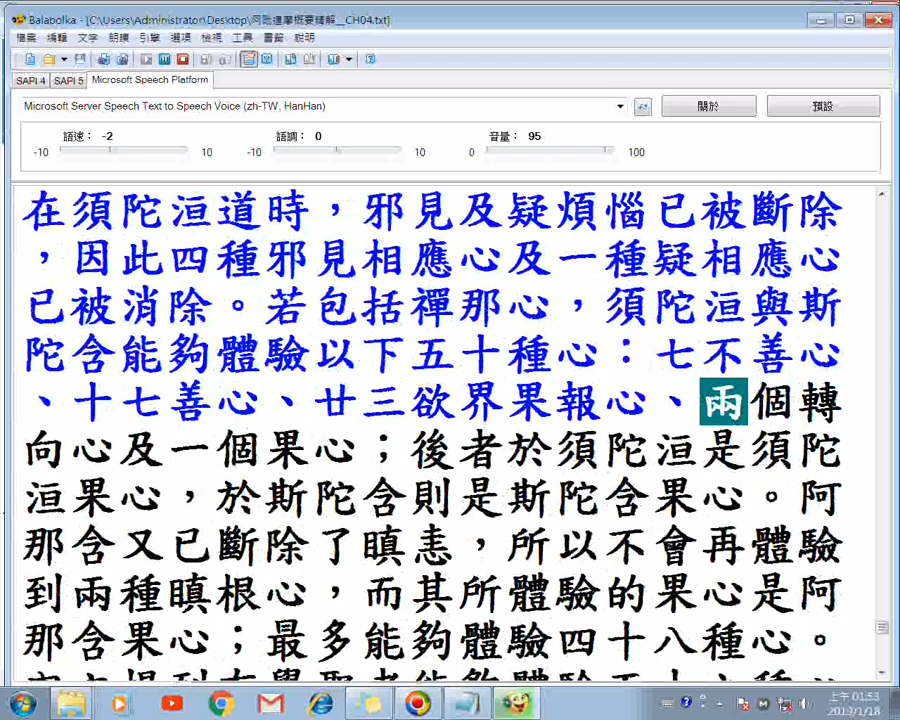 Balabolka - [C:\Users\Administrator\Desktop\阿毗達摩概要精解__CH04.txt]
檔案 編輯 文字 朗讀 引擎 選項 檢視 工具 書籤 說明
SAPI 4 SAPI 5 Microsoft Speech Platform
Microsoft Server Speech Text to Speech Voice (zh-TW, HanHan) 關於 預設
語速： -2 語調： 0 音量： 95
-10 10 -10 10 0 100
在須陀洹道時，邪見及疑煩惱已被斷除
，因此四種邪見相應心及一種疑相應心
已被消除。若包括禪那心，須陀洹與斯
陀含能夠體驗以下五十種心：七不善心
、十七善心、廿三欲界果報心、兩個轉
向心及一個果心；後者於須陀洹是須陀
洹果心，於斯陀含則是斯陀含果心。阿
那含又已斷除了瞋恚，所以不會再體驗
到兩種瞋根心，而其所體驗的果心是阿
那含果心；最多能夠體驗四十八種心。
上午 01:53
2019/1/18